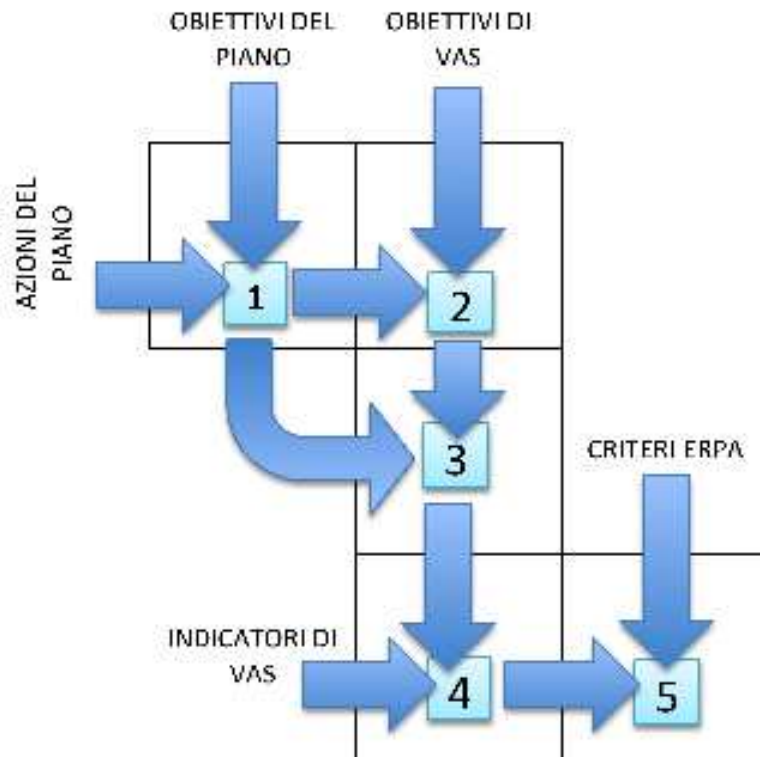 OBIETTIVI DEL
PIANO
OBIETTIVI DI
VAS
AZIONI DEL
PIANO
1
2
3
CRITERI ERPA
INDICATORI DI
VAS
4
5